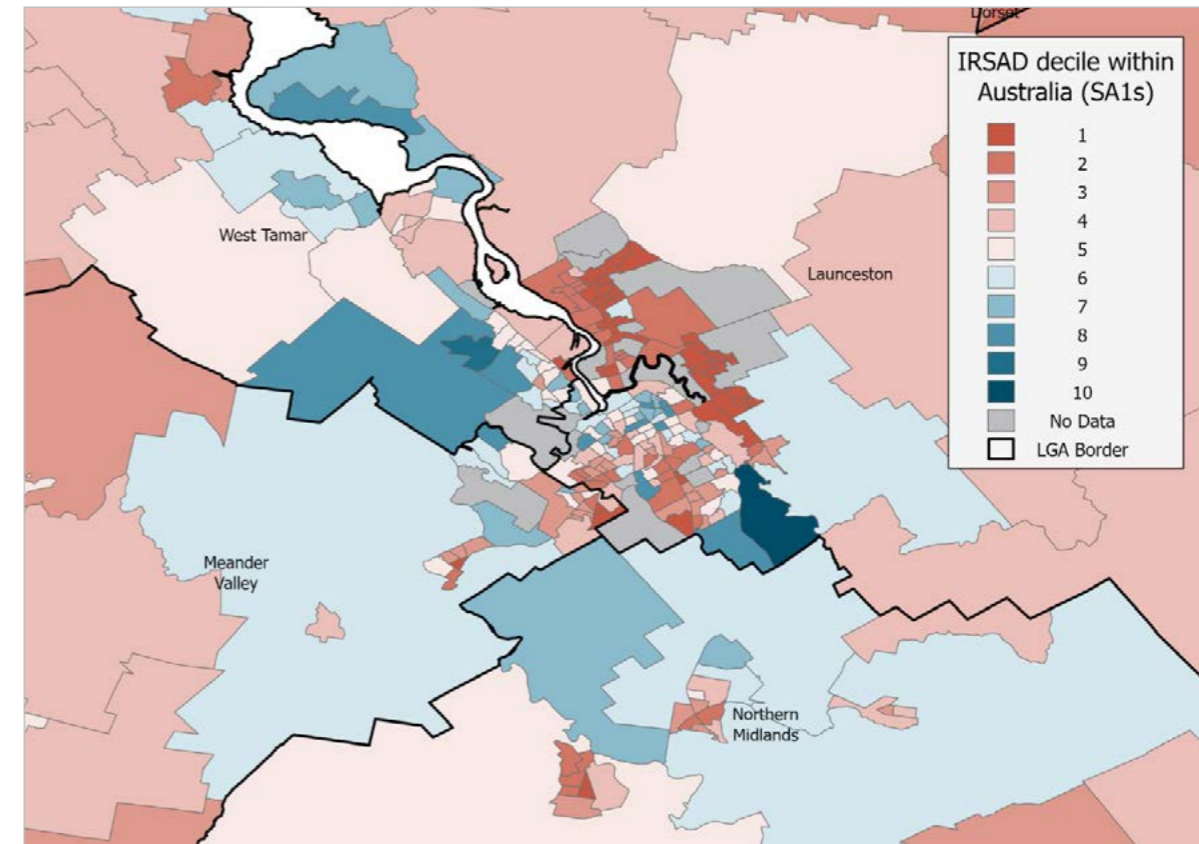 Dorset
IRSAD decile within
Australia (SA1s)
1
2
3
4
5
6
7
8
9
10
No Data
LGA Border
West Tamar
Launceston
Meander
Valley
Northern
Midlands